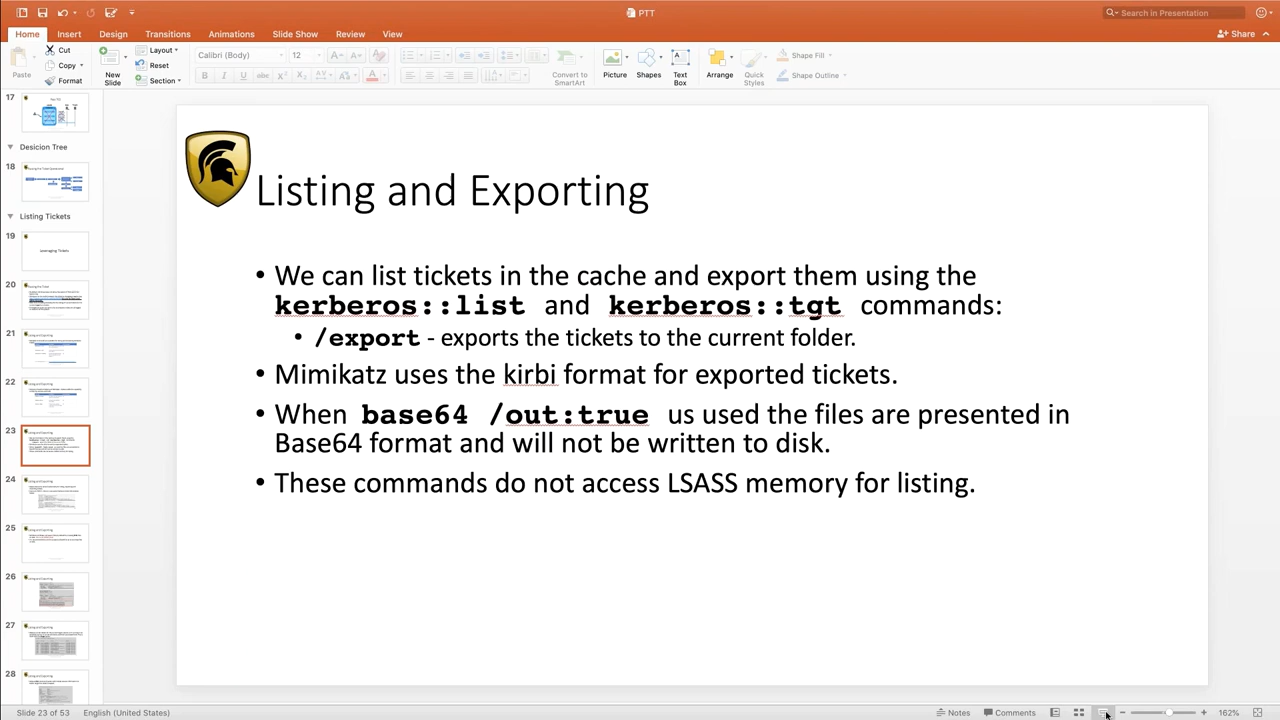 PTT
Search in Presentation
Home Insert Design Transitions Animations Slide Show Review View
Share
Paste
Cut
Copy
Format
New
Slide
Layout
Reset
Section
Calibri (Body) 12
Convert to
SmartArt
Picture
Shapes
Text
Box
Arrange
Quick
Styles
Shape Fill
Shape Outline
17
Desicion Tree
18
Listing Tickets
19
Leveraging Tickets
20
21
22
23
24
25
26
27
28
Listing and Exporting
• We can list tickets in the cache and export them using the
kerberos::list and kerberos::tgt commands:
• /export - exports the tickets to the current folder.
• Mimikatz uses the kirbi format for exported tickets.
• When base64 /out:true us used the files are presented in
Base64 format and will not be written to disk.
• These commands do not access LSASS memory for listing.
Slide 23 of 53 English (United States)
Notes Comments 162%